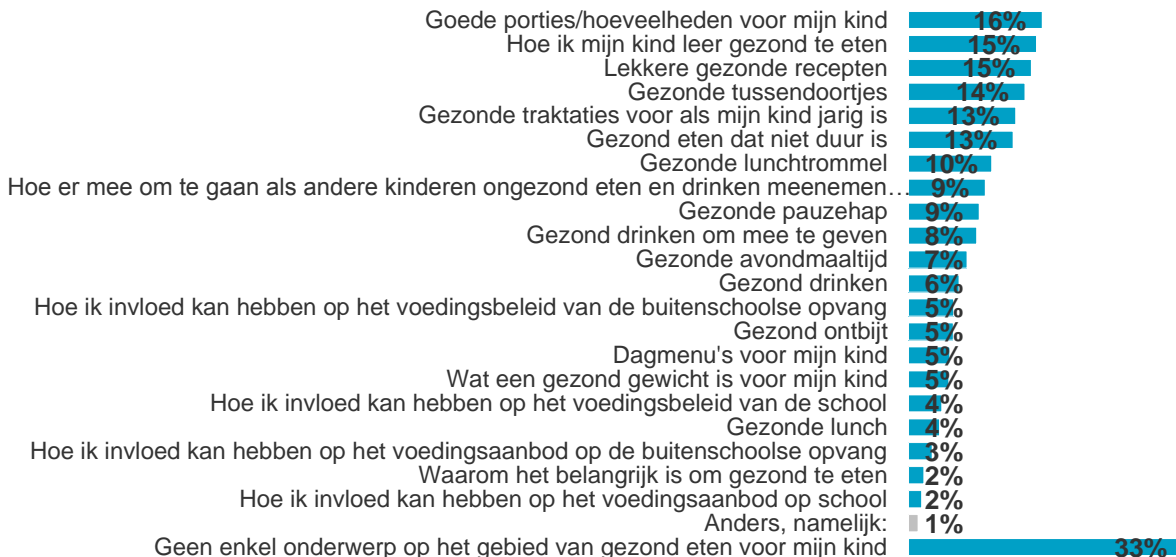 Goede porties/hoeveelheden voor mijn kind 16%
Hoe ik mijn kind leer gezond te eten 15%
Lekkere gezonde recepten 15%
Gezonde tussendoortjes 14%
Gezonde traktaties voor als mijn kind jarig is 13%
Gezond eten dat niet duur is 13%
Gezonde lunchtrommel 10%
Hoe er mee om te gaan als andere kinderen ongezond eten en drinken meenemen… 9%
Gezonde pauzehap 9%
Gezond drinken om mee te geven 8%
Gezonde avondmaaltijd 7%
Gezond drinken 6%
Hoe ik invloed kan hebben op het voedingsbeleid van de buitenschoolse opvang 5%
Gezond ontbijt 5%
Dagmenu's voor mijn kind 5%
Wat een gezond gewicht is voor mijn kind 5%
Hoe ik invloed kan hebben op het voedingsbeleid van de school 4%
Gezonde lunch 4%
Hoe ik invloed kan hebben op het voedingsaanbod op de buitenschoolse opvang 3%
Waarom het belangrijk is om gezond te eten 2%
Hoe ik invloed kan hebben op het voedingsaanbod op school 2%
Anders, namelijk: 1%
Geen enkel onderwerp op het gebied van gezond eten voor mijn kind 33%